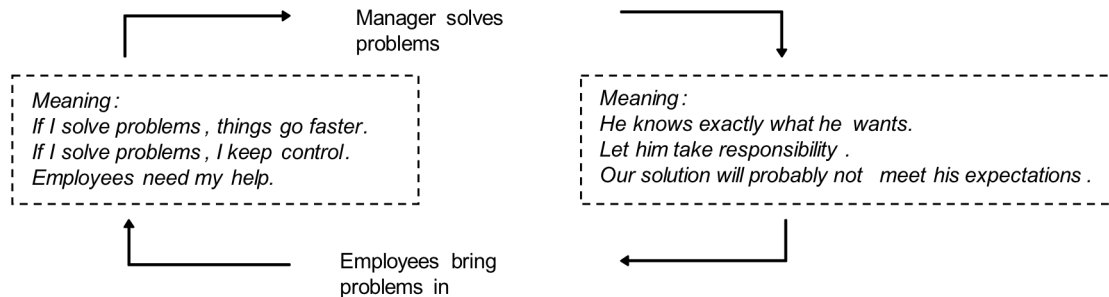 Manager solves
problems
Meaning:
If I solve problems, things go faster.
If I solve problems, I keep control.
Employees need my help.
Meaning:
He knows exactly what he wants.
Let him take responsibility.
Our solution will probably not meet his expectations.
Employees bring
problems in